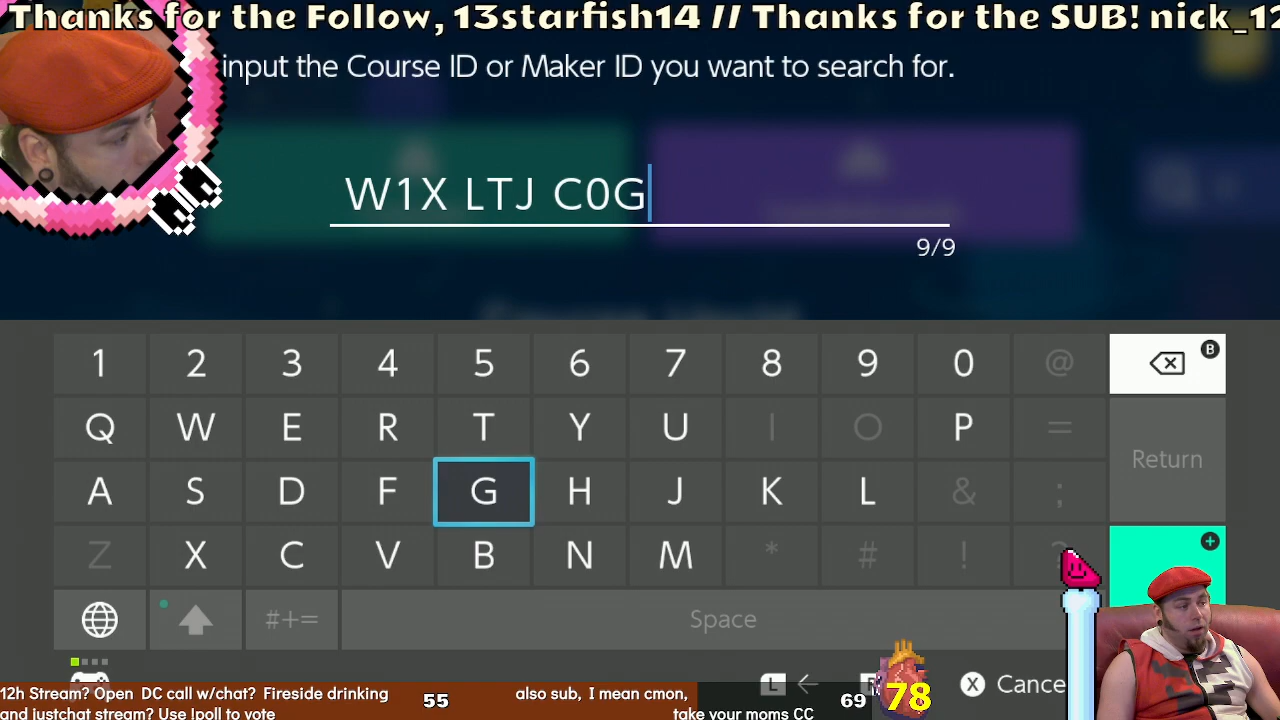 Thanks for the Follow, 13starfish14 // Thanks for the SUB! nick_12
input the Course ID or Maker ID you want to search for.
W1X LTJ C0G
9/9
1 2 3 4 5 6 7 8 9 0 @ B
Q W E R T Y U I O P =
Return
A S D F G H J K L & ;
Z X C V B N M * # ! ? +
#+= Space
L X Cance
12h Stream? Open DC call w/chat? Fireside drinking
and justchat stream? Use !poll to vote
55
also sub, I mean cmon,
take your moms CC
69
78